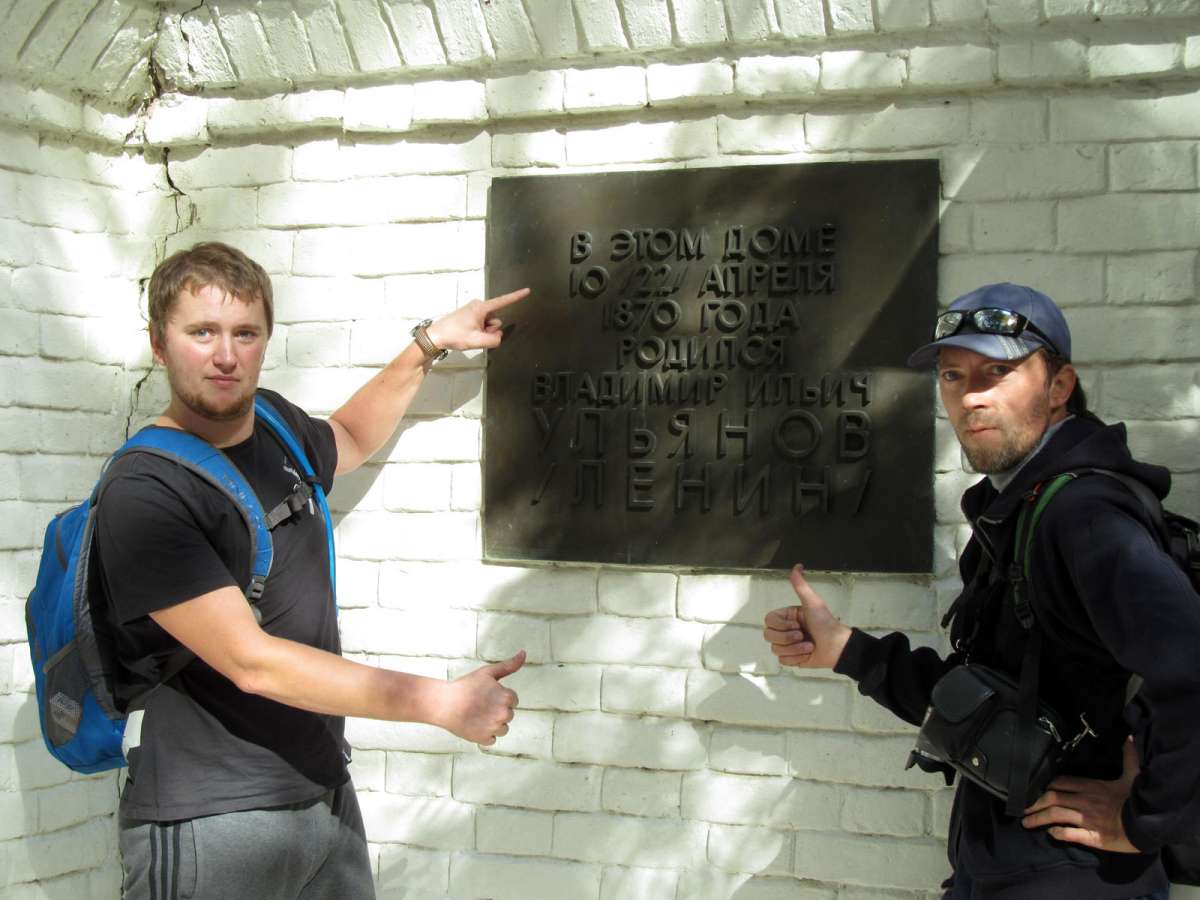 В ЭТОМ ДОМЕ
10 /22/ АПРЕЛЯ
1870 ГОДА
РОДИЛСЯ
ВЛАДИМИР ИЛЬИЧ
УЛЬЯНОВ
/ЛЕНИН/